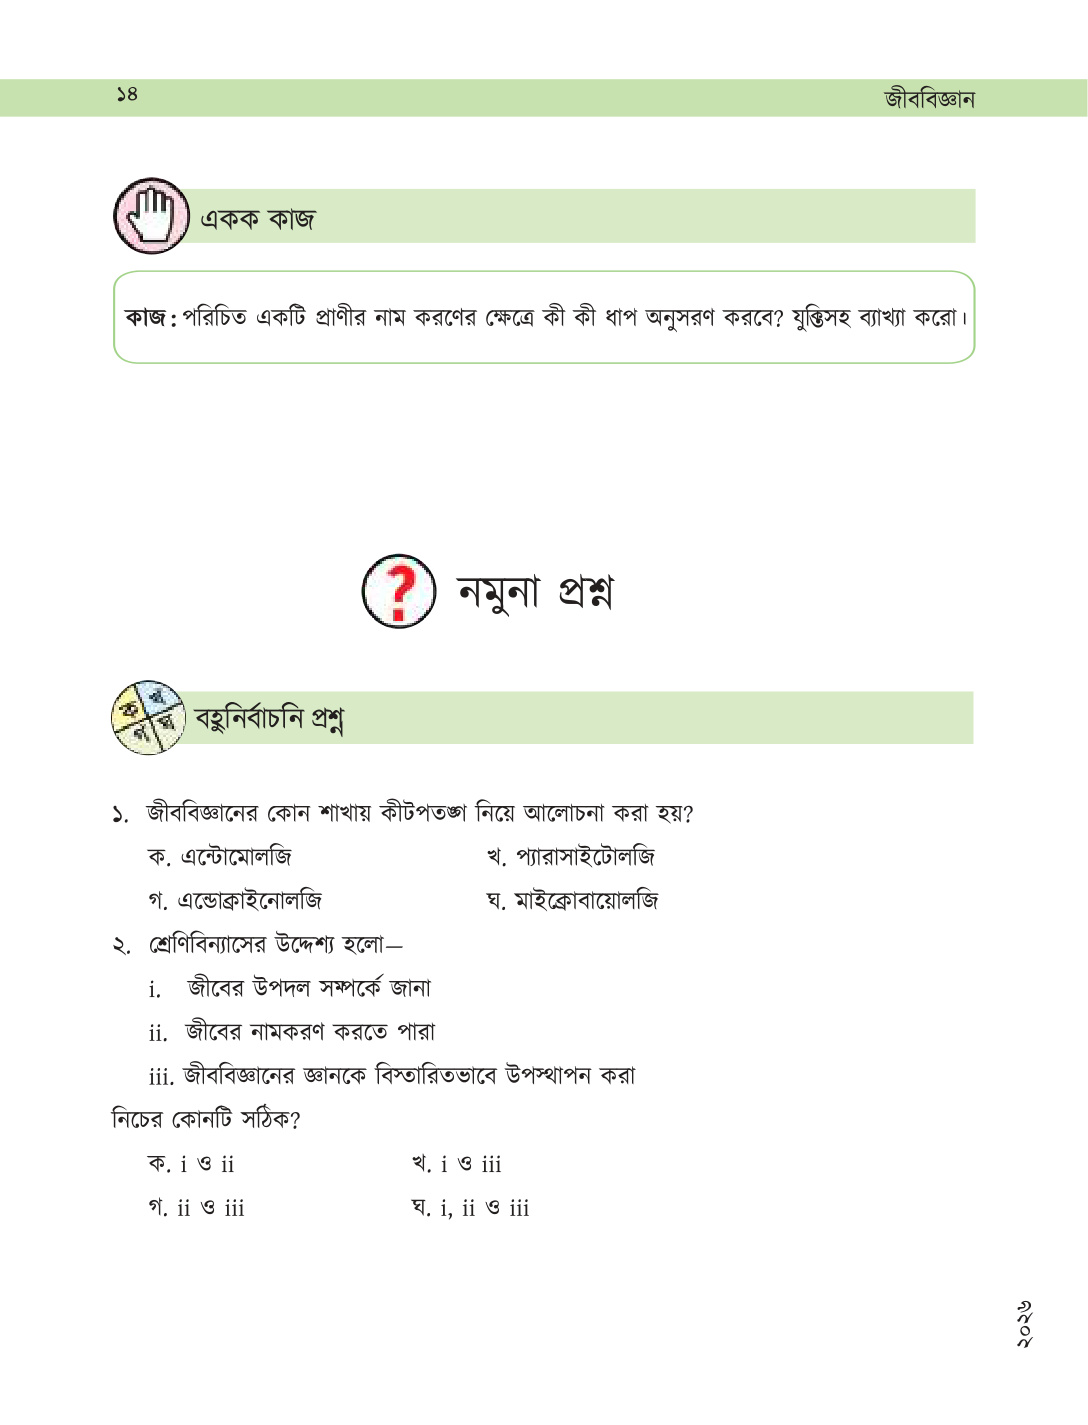 ১৪
জীববিজ্ঞান
একক কাজ
কাজ : পরিচিত একটি প্রাণীর নাম করণের ক্ষেত্রে কী কী ধাপ অনুসরণ করবে? যুক্তিসহ ব্যাখ্যা করো।
?
নমুনা প্রশ্ন
ক খ
গ ঘ
বহুনির্বাচনি প্রশ্ন
১. জীববিজ্ঞানের কোন শাখায় কীটপতঙ্গ নিয়ে আলোচনা করা হয়?
ক. এন্টোমোলজি খ. প্যারাসাইটোলজি
গ. এন্ডোক্রাইনোলজি ঘ. মাইক্রোবায়োলজি
২. শ্রেণিবিন্যাসের উদ্দেশ্য হলো—
i. জীবের উপদল সম্পর্কে জানা
ii. জীবের নামকরণ করতে পারা
iii. জীববিজ্ঞানের জ্ঞানকে বিস্তারিতভাবে উপস্থাপন করা
নিচের কোনটি সঠিক?
ক. i ও ii খ. i ও iii
গ. ii ও iii ঘ. i, ii ও iii
২০২৬